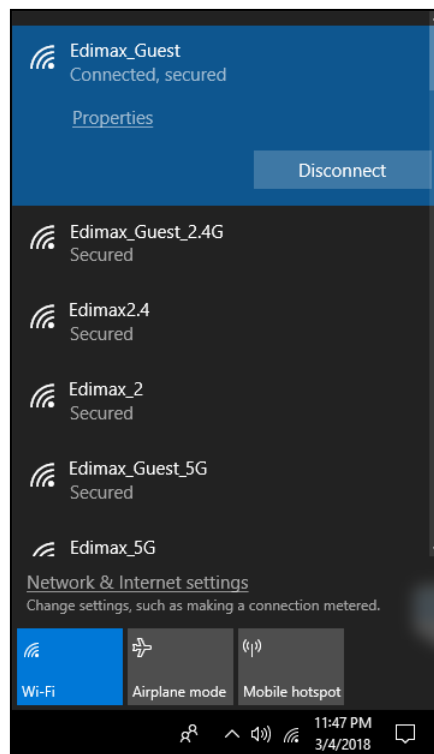 Edimax_Guest
Connected, secured
Properties
Disconnect
Edimax_Guest_2.4G
Secured
Edimax2.4
Secured
Edimax_2
Secured
Edimax_Guest_5G
Secured
Edimax_5G
Network & Internet settings
Change settings, such as making a connection metered.
Wi-Fi
Airplane mode
Mobile hotspot
11:47 PM
3/4/2018